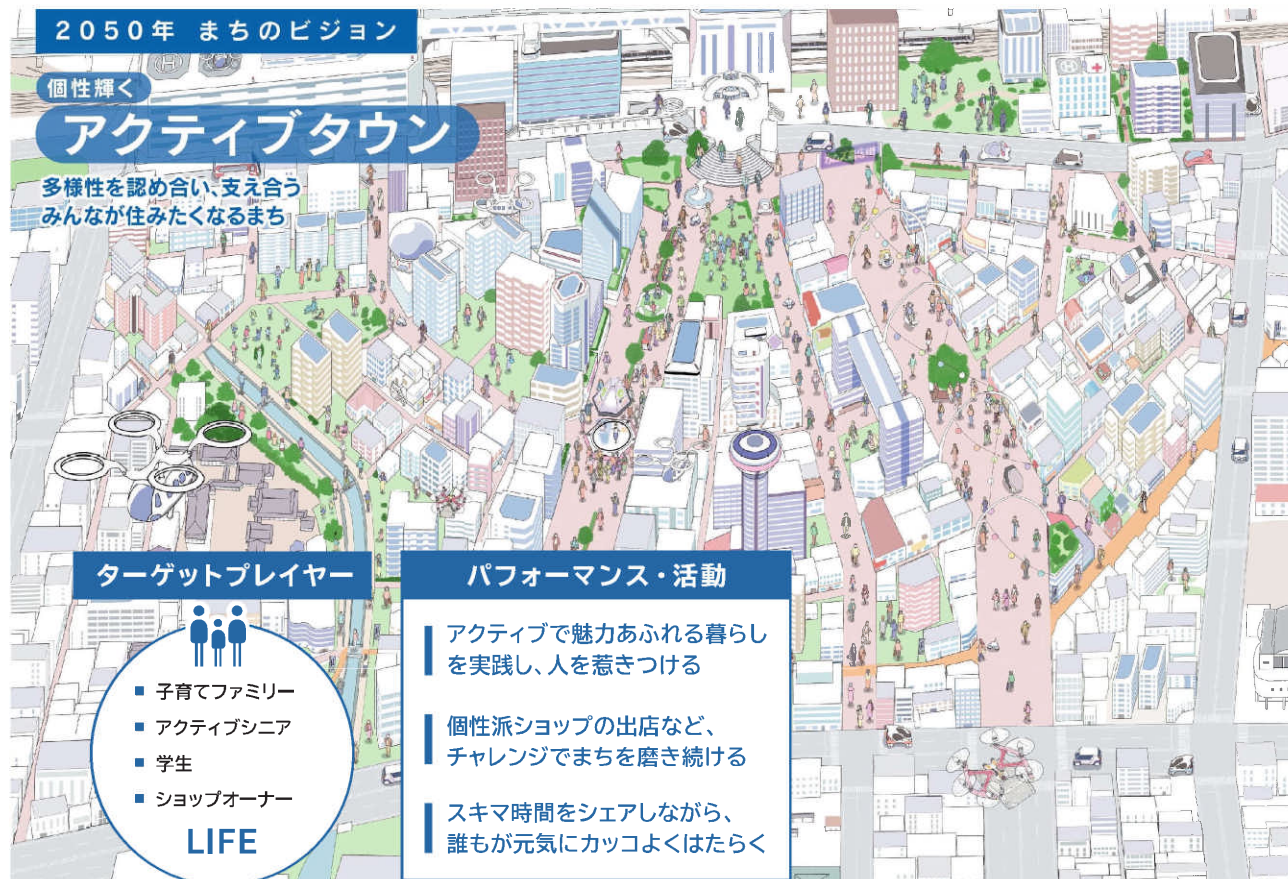 2050年 まちのビジョン
個性輝く
アクティブタウン
多様性を認め合い、支え合う
みんなが住みたくなるまち
ターゲットプレイヤー
■ 子育てファミリー
■ アクティブシニア
■ 学生
■ ショップオーナー
LIFE
パフォーマンス・活動
アクティブで魅力あふれる暮らし
を実践し、人を惹きつける
個性派ショップの出店など、
チャレンジでまちを磨き続ける
スキマ時間をシェアしながら、
誰もが元気にカッコよくはたらく